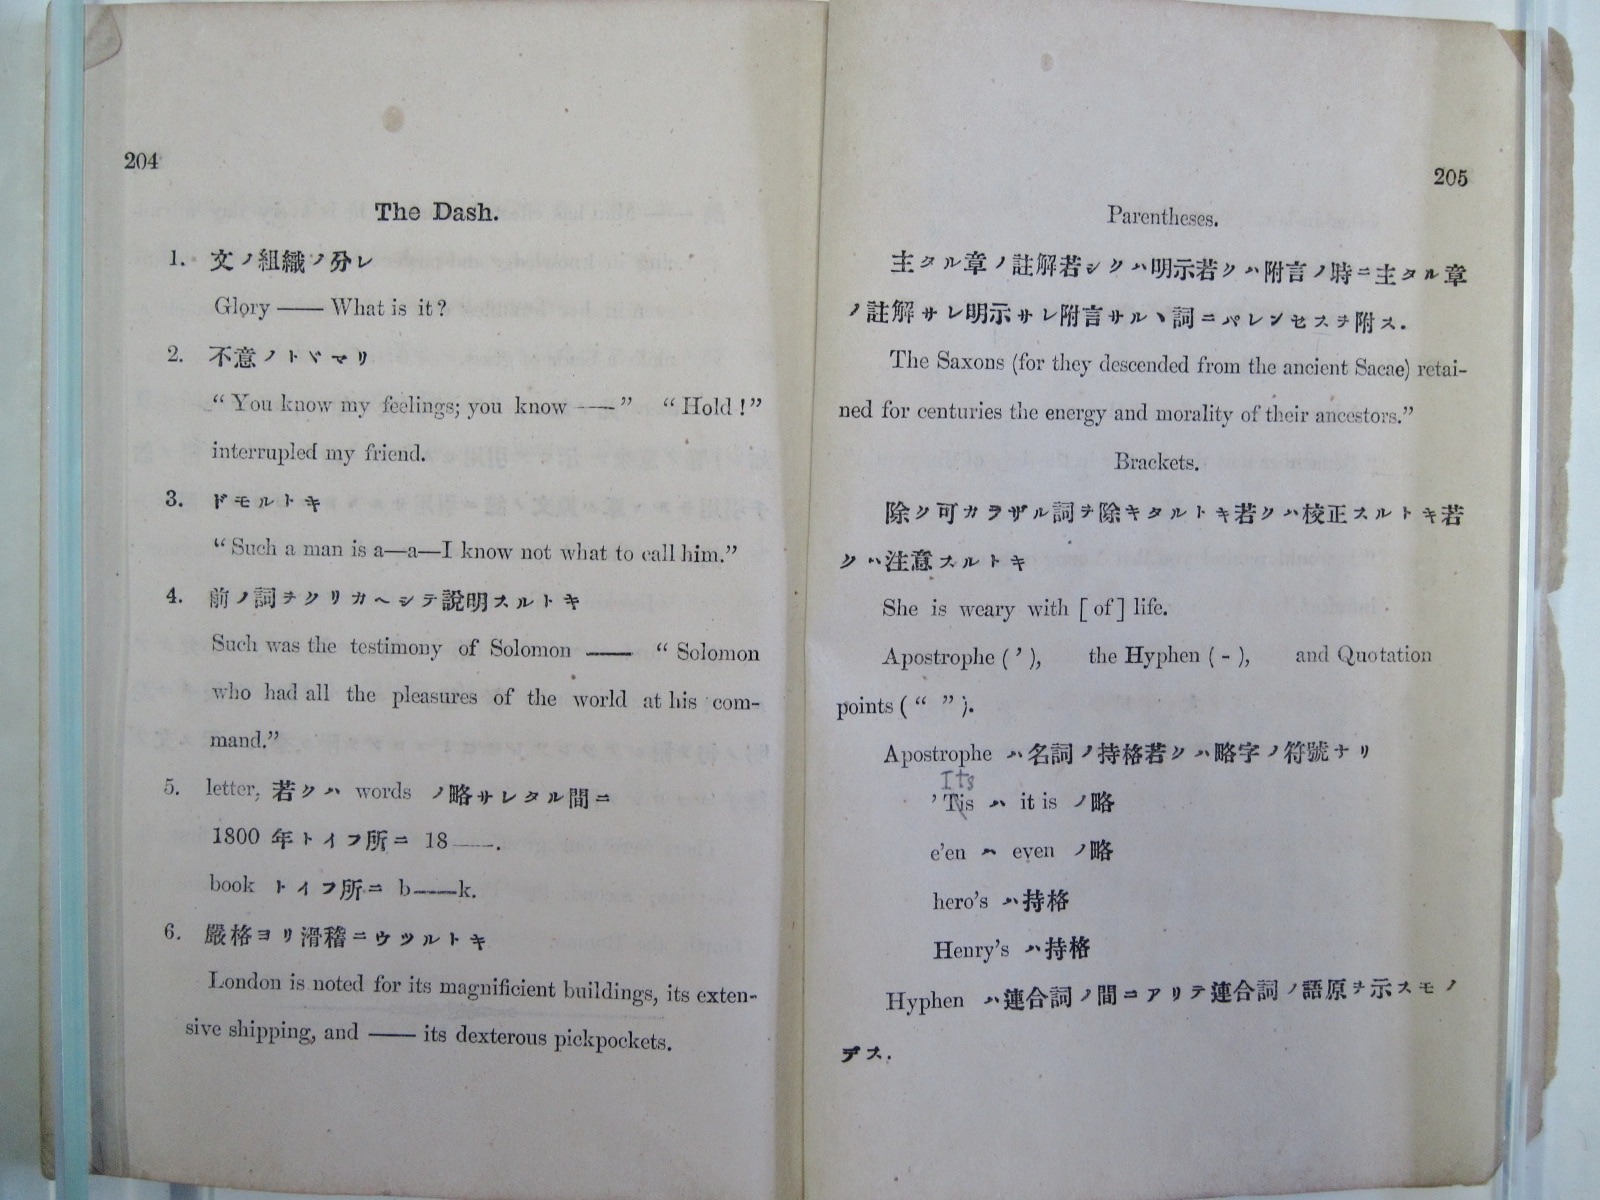 204
The Dash.
1. 文ノ組織ノ分レ
Glory —— What is it?
2. 不意ノトヾマリ
“ You know my feelings; you know —— ” “ Hold ! ”
interrupled my friend.
3. ドモルトキ
“ Such a man is a—a—I know not what to call him.”
4. 前ノ詞ヲクリカヘシテ説明スルトキ
Such was the testimony of Solomon —— “ Solomon
who had all the pleasures of the world at his com-
mand.”
5. letter, 若クハ words ノ略サレタル間ニ
1800 年トイフ所ニ 18——.
book トイフ所ニ b——k.
6. 嚴格ヨリ滑稽ニウツルトキ
London is noted for its magnificient buildings, its exten-
sive shipping, and —— its dexterous pickpockets.
205
Parentheses.
主タル章ノ註解若シクハ明示若クハ附言ノ時ニ主タル章
ノ註解サレ明示サレ附言サルヽ詞ニパレンセスヲ附ス.
The Saxons (for they descended from the ancient Sacae) retai-
ned for centuries the energy and morality of their ancestors.”
Brackets.
除ク可カラザル詞ヲ除キタルトキ若クハ校正スルトキ若
クハ注意スルトキ
She is weary with [ of ] life.
Apostrophe ( ’ ), the Hyphen ( - ), and Quotation
points ( “ ” ).
Apostrophe ハ名詞ノ持格若クハ略字ノ符號ナリ
Its
’Tis ハ it is ノ略
e’en ハ even ノ略
hero’s ハ持格
Henry’s ハ持格
Hyphen ハ連合詞ノ間ニアリテ連合詞ノ語原ヲ示スモノ
デス.